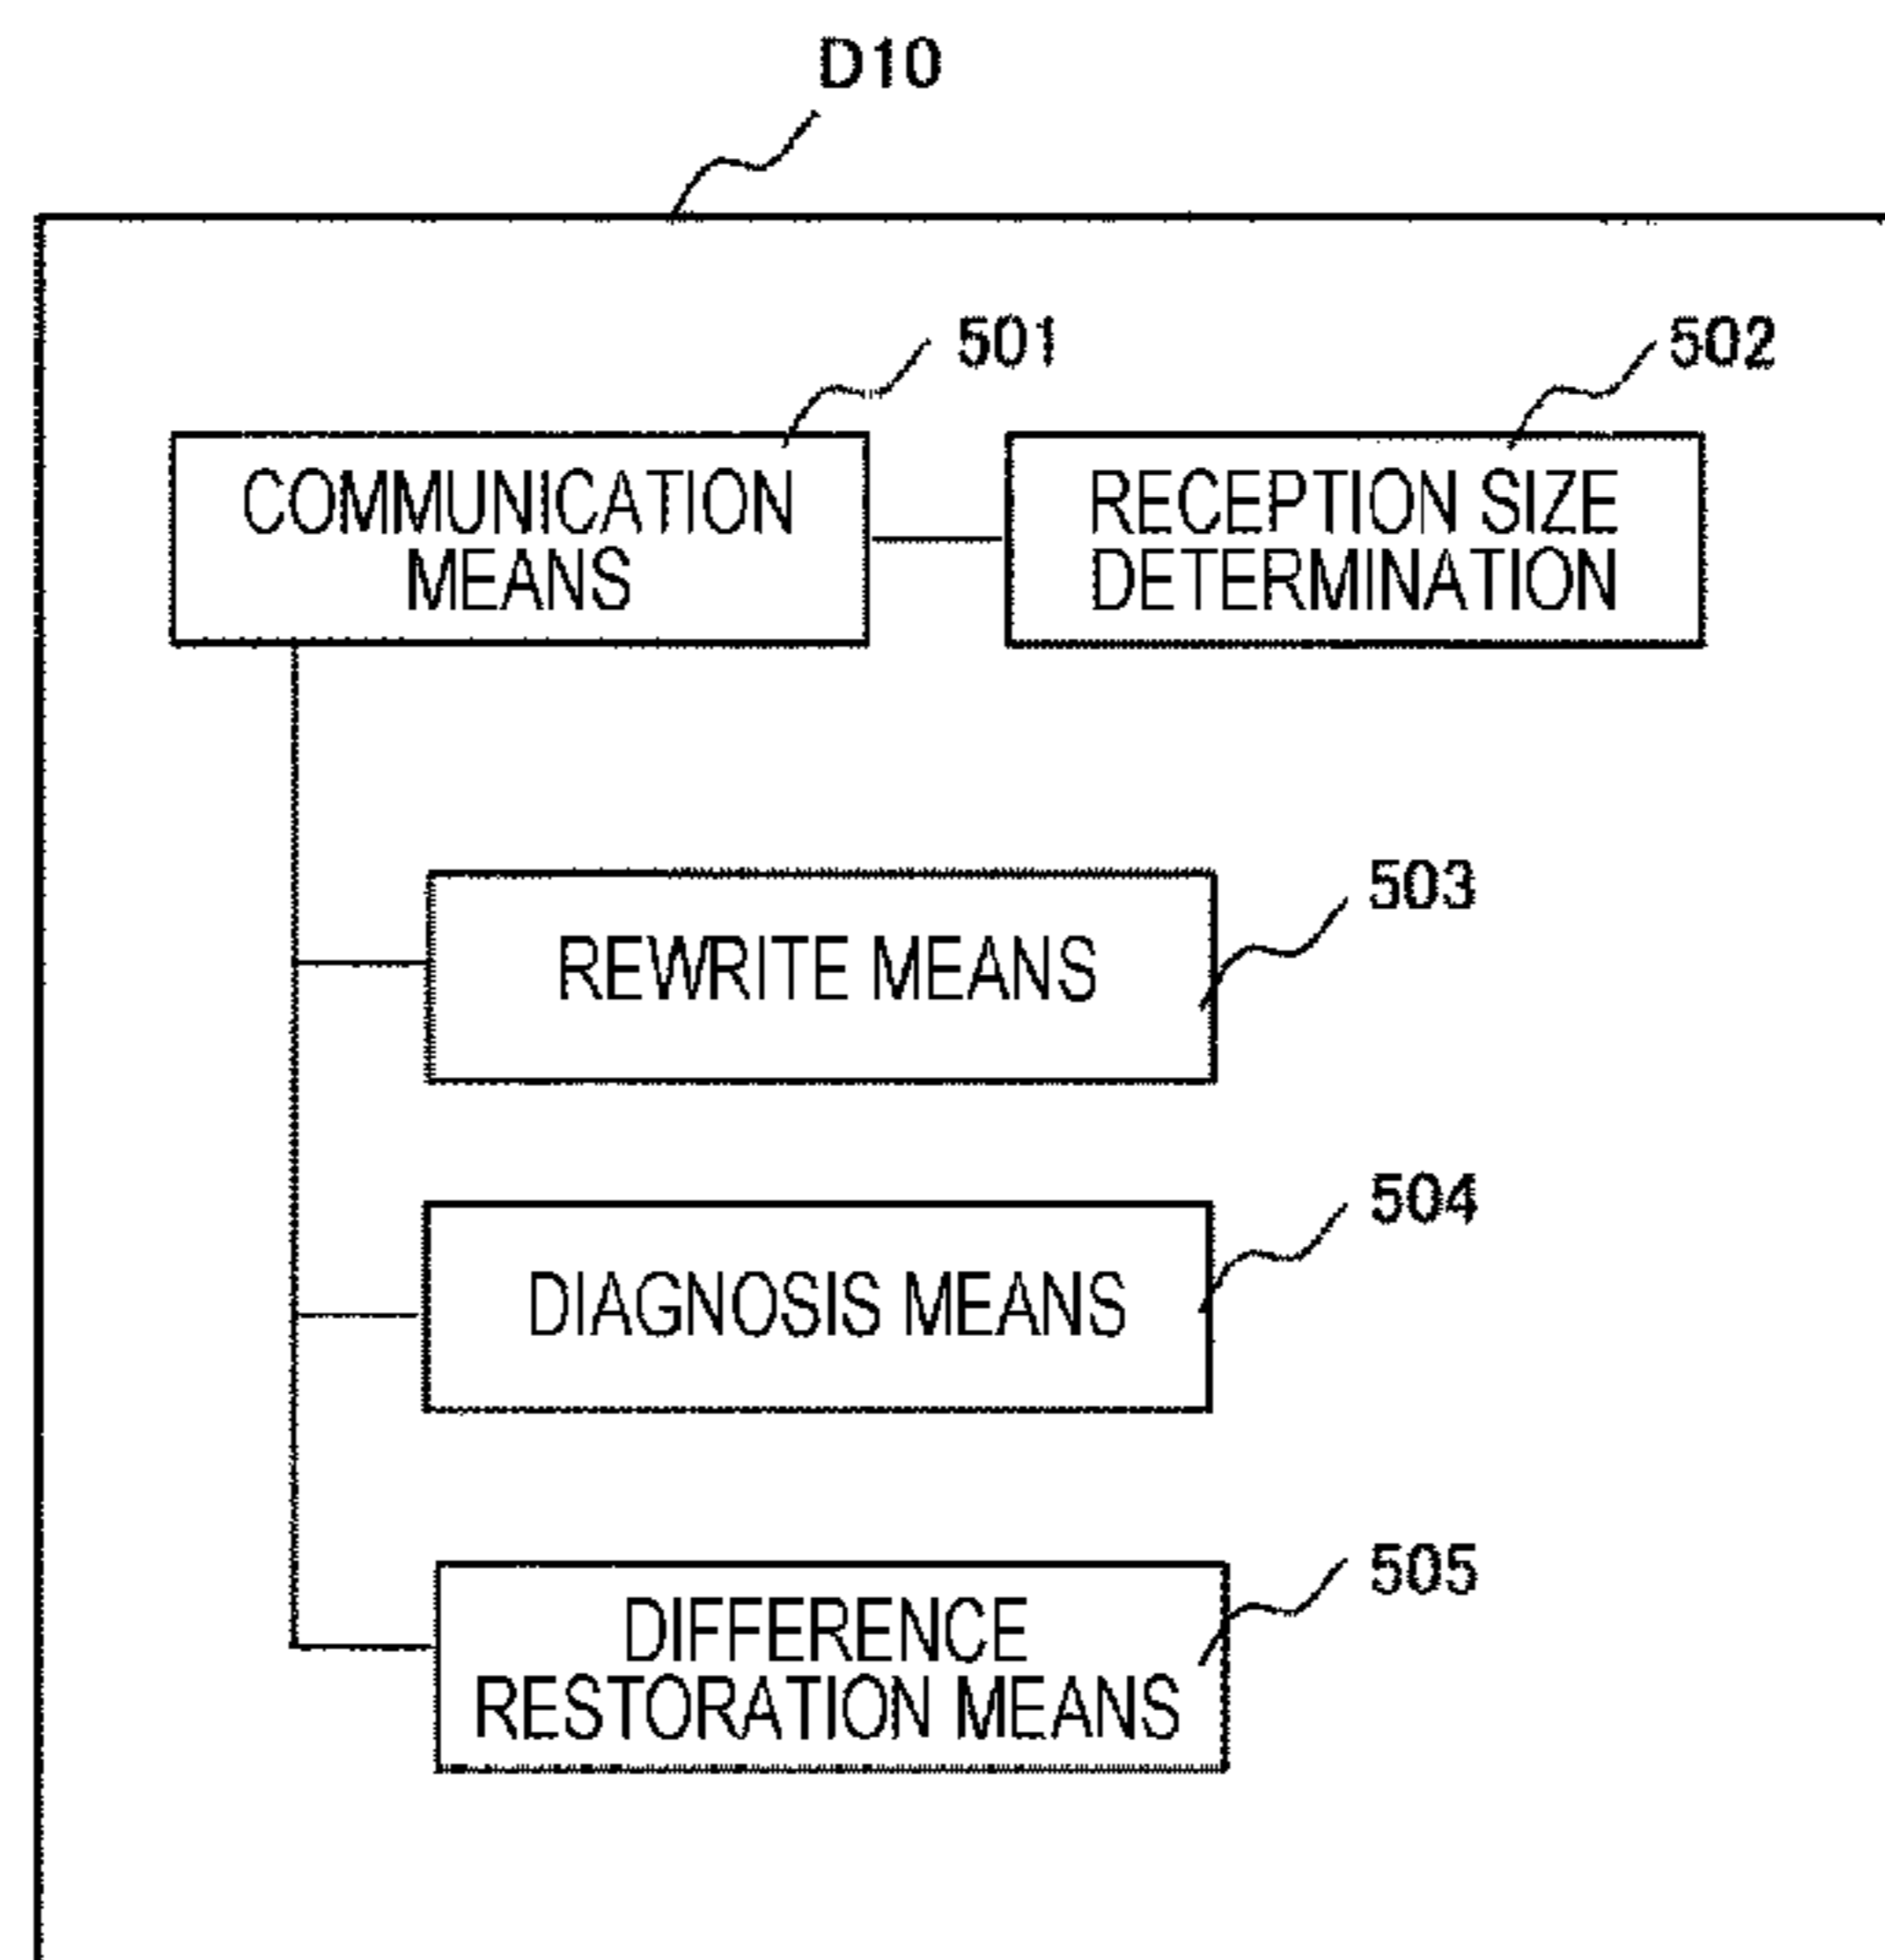 D10
501
502
COMMUNICATION
MEANS
RECEPTION SIZE
DETERMINATION
503
REWRITE MEANS
504
DIAGNOSIS MEANS
505
DIFFERENCE
RESTORATION MEANS